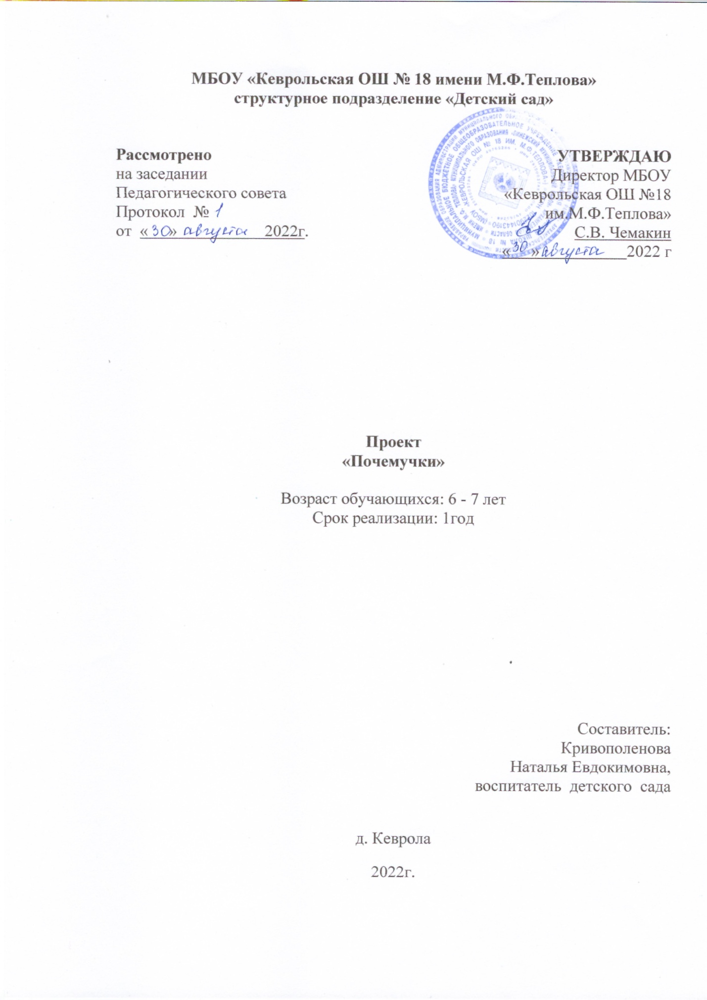 МБОУ «Кеврольская ОШ № 18 имени М.Ф.Теплова»
структурное подразделение «Детский сад»
Рассмотрено
на заседании
Педагогического совета
Протокол № 1
от «30» августа 2022г.
УТВЕРЖДАЮ
Директор МБОУ
«Кеврольская ОШ №18
им.М.Ф.Теплова»
С.В. Чемакин
«30» августа 2022 г
Проект
«Почемучки»
Возраст обучающихся: 6 - 7 лет
Срок реализации: 1год
Составитель:
Кривополенова
Наталья Евдокимовна,
воспитатель детского сада
д. Кеврола
2022г.